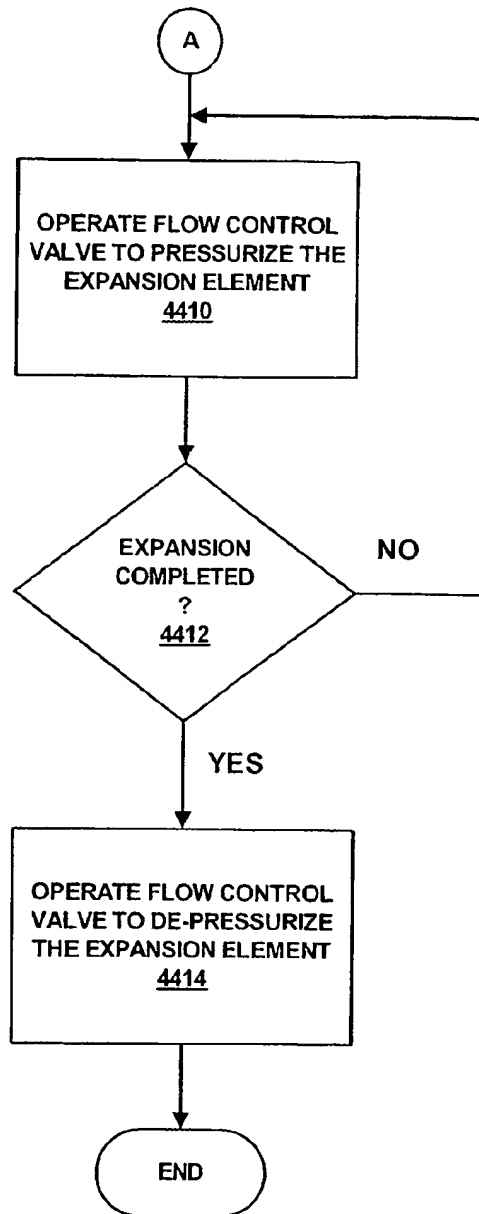 A
OPERATE FLOW CONTROL
VALVE TO PRESSURIZE THE
EXPANSION ELEMENT
4410
EXPANSION
COMPLETED
?
4412
NO
YES
OPERATE FLOW CONTROL
VALVE TO DE-PRESSURIZE
THE EXPANSION ELEMENT
4414
END